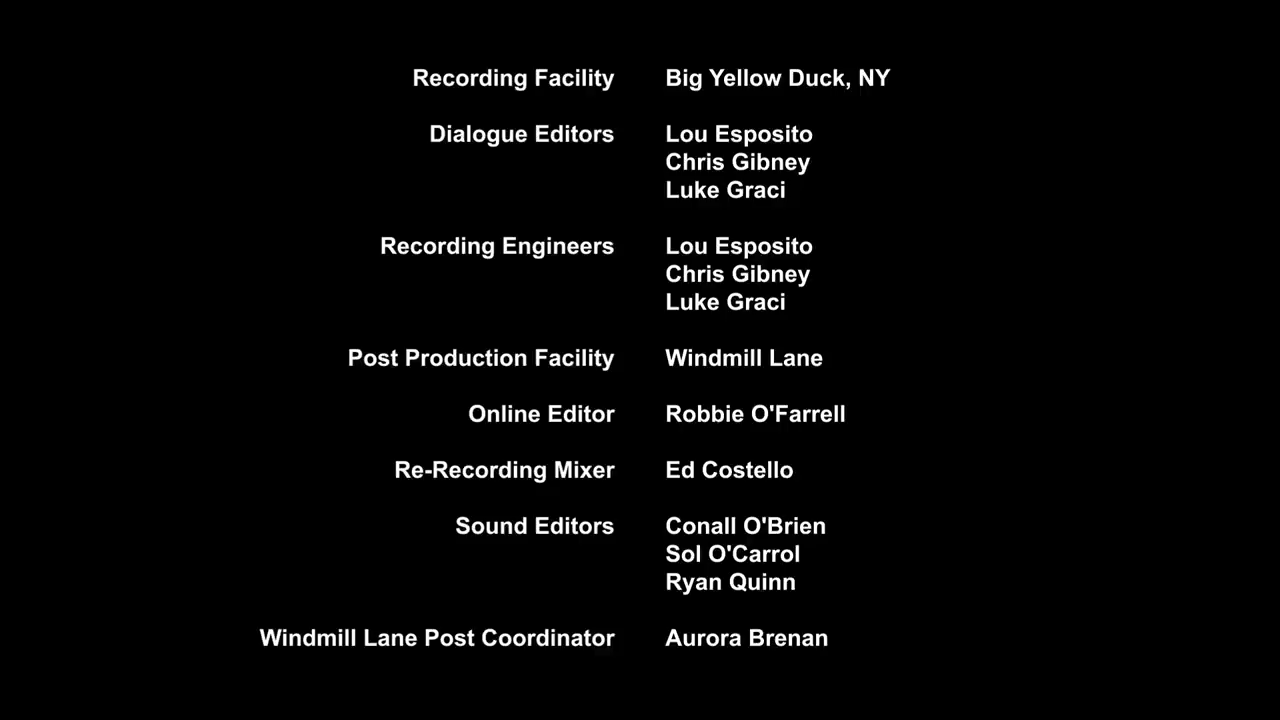 Recording Facility Big Yellow Duck, NY
Dialogue Editors Lou Esposito
Chris Gibney
Luke Graci
Recording Engineers Lou Esposito
Chris Gibney
Luke Graci
Post Production Facility Windmill Lane
Online Editor Robbie O'Farrell
Re-Recording Mixer Ed Costello
Sound Editors Conall O'Brien
Sol O'Carrol
Ryan Quinn
Windmill Lane Post Coordinator Aurora Brenan